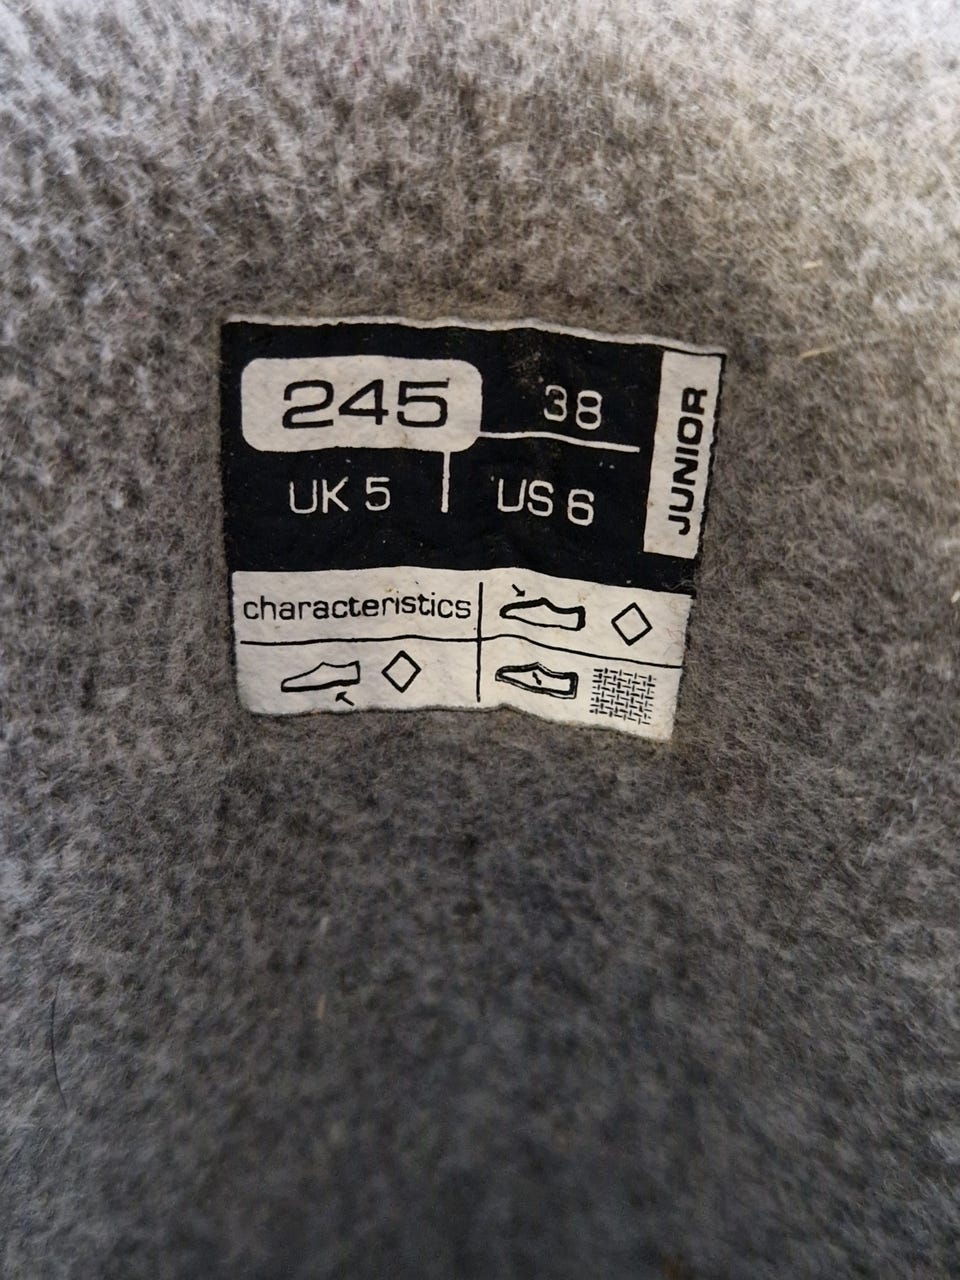 245
38
UK 5
US 6
JUNIOR
characteristics